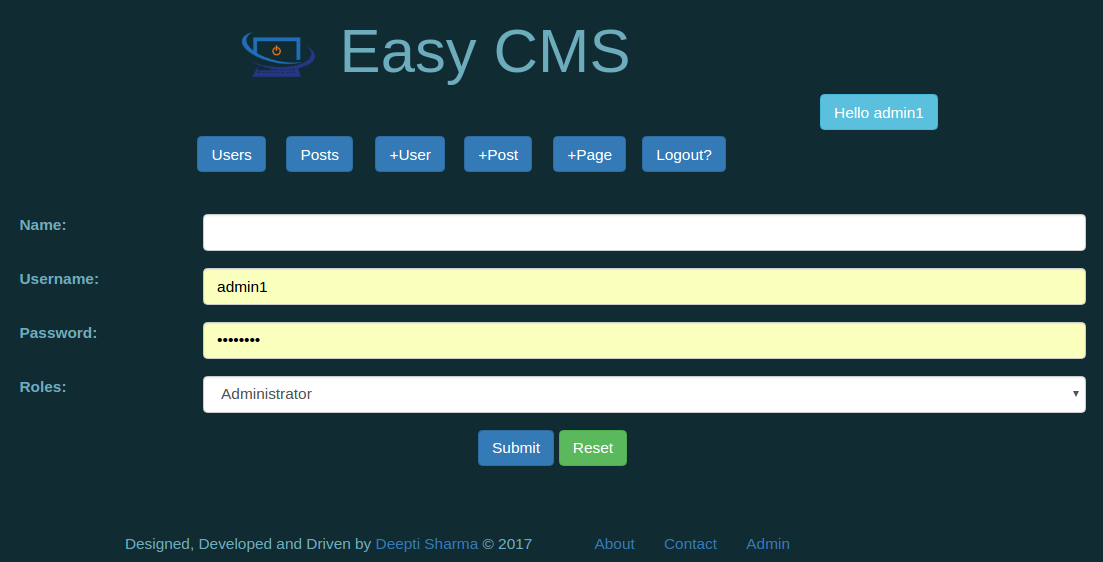 Easy CMS
Hello admin1
Users Posts +User +Post +Page Logout?
Name:
Username: admin1
Password: ••••••••
Roles: Administrator
Submit Reset
Designed, Developed and Driven by Deepti Sharma © 2017 About Contact Admin